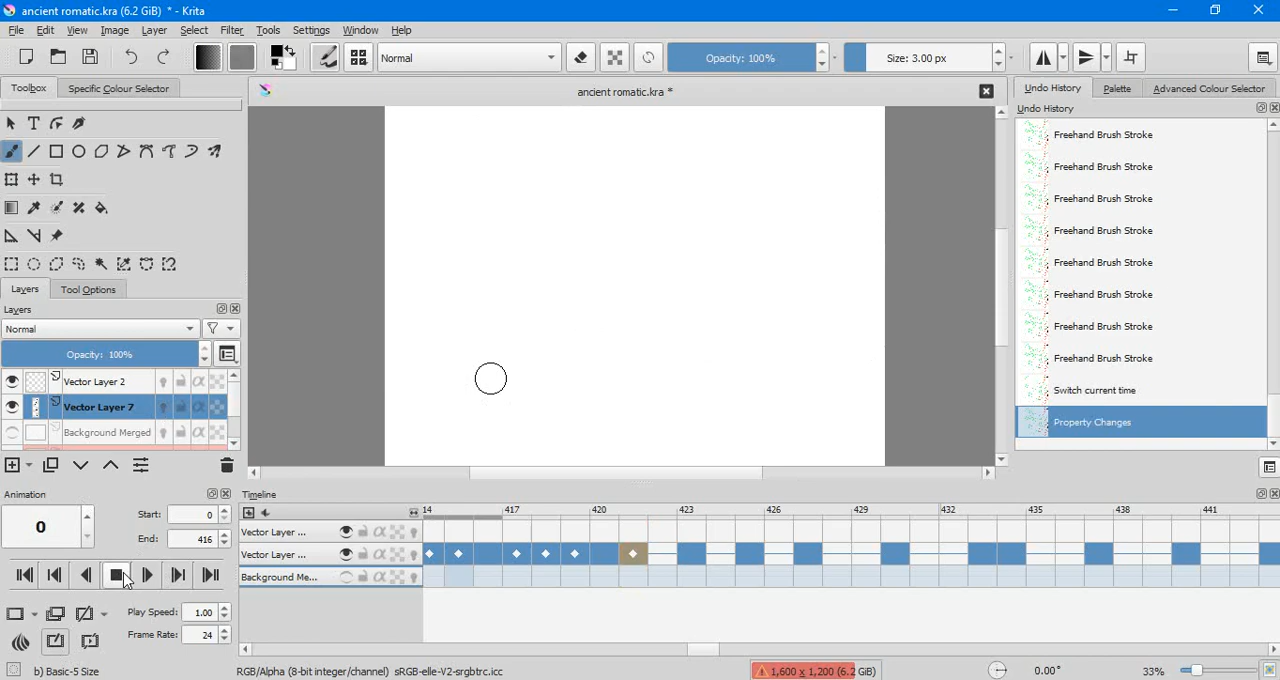 ancient romatic.kra (6.2 GiB) * - Krita
File Edit View Image Layer Select Filter Tools Settings Window Help
Normal
Opacity: 100%
Size: 3.00 px
Toolbox
Specific Colour Selector
ancient romatic.kra *
Undo History
Palette
Advanced Colour Selector
Undo History
Freehand Brush Stroke
Freehand Brush Stroke
Freehand Brush Stroke
Freehand Brush Stroke
Freehand Brush Stroke
Freehand Brush Stroke
Freehand Brush Stroke
Freehand Brush Stroke
Switch current time
Property Changes
Layers
Tool Options
Layers
Normal
Opacity: 100%
Vector Layer 2
Vector Layer 7
Background Merged
Animation
0
Start: 0
End: 416
Play Speed: 1.00
Frame Rate: 24
Timeline
14 417 420 423 426 429 432 435 438 441
Vector Layer ...
Vector Layer ...
Background Me...
b) Basic-5 Size
RGB/Alpha (8-bit integer/channel) sRGB-elle-V2-srgbtrc.icc
1,600 x 1,200 (6.2 GiB)
0.00°
33%